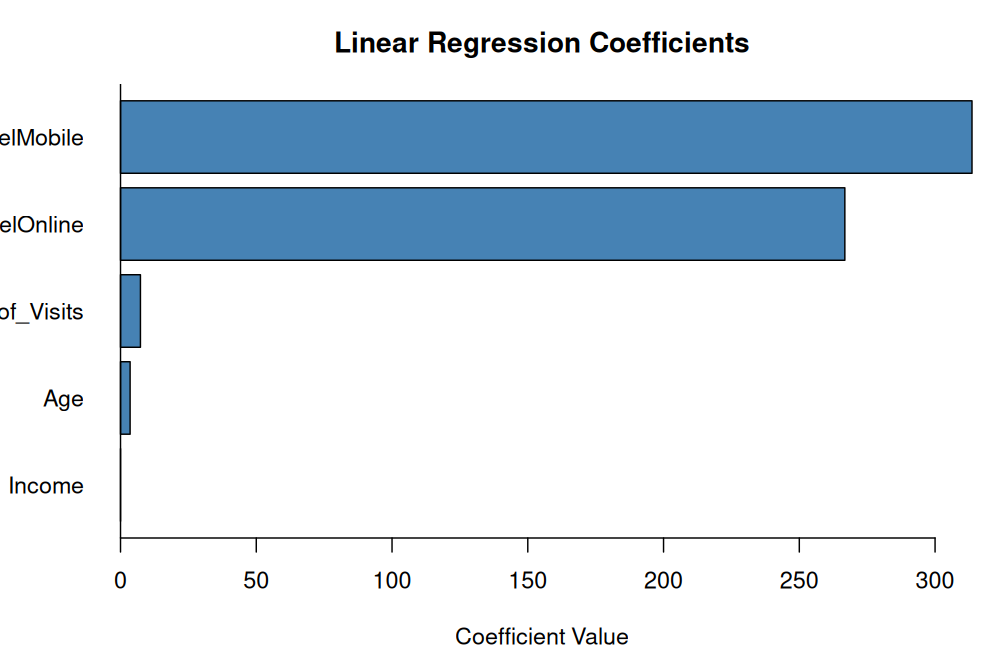 Linear Regression Coefficients
elMobile
elOnline
of_Visits
Age
Income
0 50 100 150 200 250 300
Coefficient Value